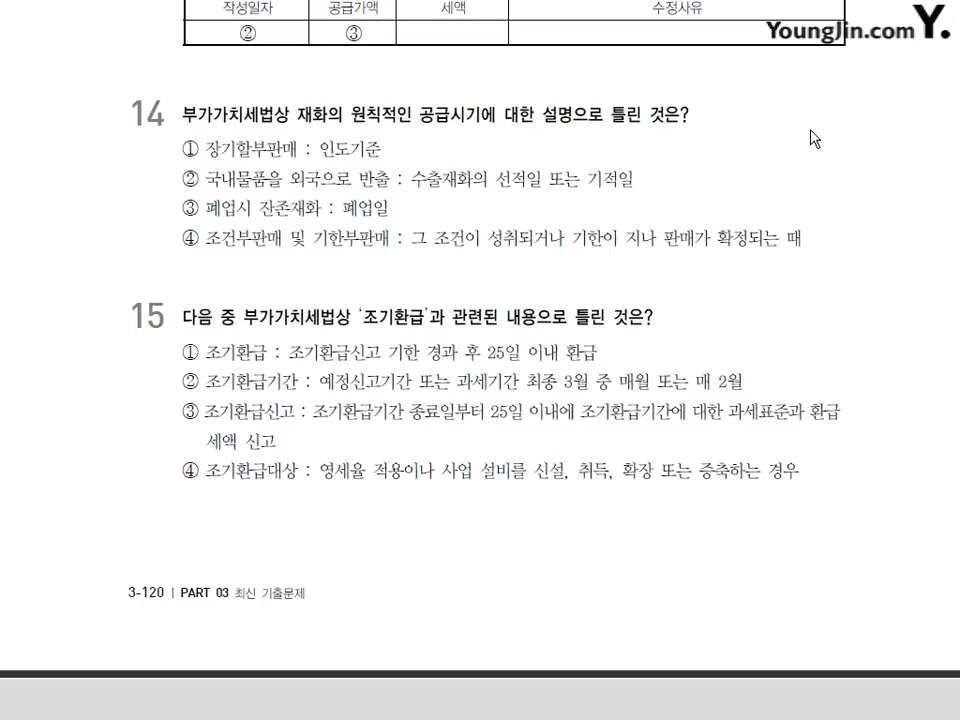 작성일자 공급가액 세액 수정사유
② ③
YoungJin.com Y.
14 부가가치세법상 재화의 원칙적인 공급시기에 대한 설명으로 틀린 것은?
① 장기할부판매 : 인도기준
② 국내물품을 외국으로 반출 : 수출재화의 선적일 또는 기적일
③ 폐업시 잔존재화 : 폐업일
④ 조건부판매 및 기한부판매 : 그 조건이 성취되거나 기한이 지나 판매가 확정되는 때
15 다음 중 부가가치세법상 '조기환급'과 관련된 내용으로 틀린 것은?
① 조기환급 : 조기환급신고 기한 경과 후 25일 이내 환급
② 조기환급기간 : 예정신고기간 또는 과세기간 최종 3월 중 매월 또는 매 2월
③ 조기환급신고 : 조기환급기간 종료일부터 25일 이내에 조기환급기간에 대한 과세표준과 환급
세액 신고
④ 조기환급대상 : 영세율 적용이나 사업 설비를 신설, 취득, 확장 또는 증축하는 경우
3-120 | PART 03 최신 기출문제